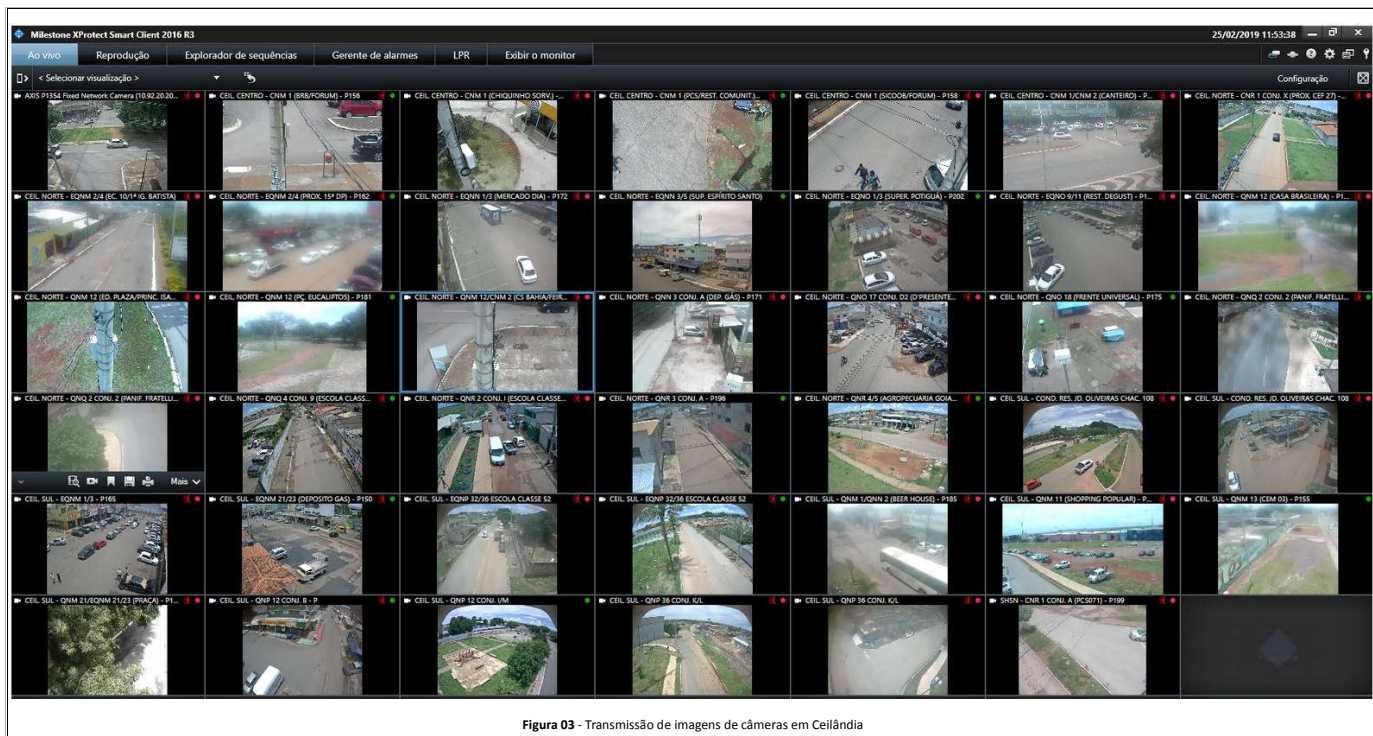 Milestone XProtect Smart Client 2016 R3
25/02/2019 11:53:38
Ao vivo
Reprodução
Explorador de sequências
Gerente de alarmes
LPR
Exibir o monitor
< Selecionar visualização >
Configuração
AXIS P1354 Fixed Network Camera (10.92.20.20...
CEIL. CENTRO - CNM 1 (BRB/FORUM) - P156
CEIL. CENTRO - CNM 1 (CHIQUINHO SORV.) -...
CEIL. CENTRO - CNM 1 (PCS/REST. COMUNIT.)...
CEIL. CENTRO - CNM 1 (SICOOB/FORUM) - P158
CEIL. CENTRO - CNM 1/CNM 2 (CANTEIRO) - P...
CEIL. NORTE - CNR 1 CONJ. X (PROX. CEF 27) -...
CEIL. NORTE - EQNM 2/4 (EC. 10/1ª IG. BATISTA)
CEIL. NORTE - EQNM 2/4 (PROX. 15ª DP) - P162
CEIL. NORTE - EQNN 1/3 (MERCADO DIA) - P172
CEIL. NORTE - EQNN 3/5 (SUP. ESPÍRITO SANTO)
CEIL. NORTE - EQNO 1/3 (SUPER. POTIGUÁ) - P202
CEIL. NORTE - EQNO 9/11 (REST. DEGUST) - P1...
CEIL. NORTE - QNM 12 (CASA BRASILEIRA) - P1...
CEIL. NORTE - QNM 12 (ED. PLAZA/PRINC. ISA...
CEIL. NORTE - QNM 12 (PÇ. EUCALIPTOS) - P181
CEIL. NORTE - QNM 12/CNM 2 (CS BAHIA/FEIR...
CEIL. NORTE - QNN 3 CONJ. A (DEP. GÁS) - P171
CEIL. NORTE - QNO 17 CONJ. D2 (D'PRESENTE...
CEIL. NORTE - QNO 18 (FRENTE UNIVERSAL) - P175
CEIL. NORTE - QNQ 2 CONJ. 2 (PANIF. FRATELLI...
CEIL. NORTE - QNQ 2 CONJ. 2 (PANIF. FRATELLI...
CEIL. NORTE - QNQ 4 CONJ. 9 (ESCOLA CLASS...
CEIL. NORTE - QNR 2 CONJ. I (ESCOLA CLASSE...
CEIL. NORTE - QNR 3 CONJ. A - P196
CEIL. NORTE - QNR 4/5 (AGROPECUARIA GOIA...
CEIL. SUL - COND. RES. JD. OLIVEIRAS CHAC. 108
CEIL. SUL - COND. RES. JD. OLIVEIRAS CHAC. 108
Mais
CEIL. SUL - EQNM 1/3 - P165
CEIL. SUL - EQNM 21/23 (DEPOSITO GAS) - P150
CEIL. SUL - EQNP 32/36 ESCOLA CLASSE 52
CEIL. SUL - EQNP 32/36 ESCOLA CLASSE 52
CEIL. SUL - QNM 1/QNN 2 (BEER HOUSE) - P185
CEIL. SUL - QNM 11 (SHOPPING POPULAR) - P...
CEIL. SUL - QNM 13 (CEM 03) - P155
CEIL. SUL - QNM 21/EQNM 21/23 (PRAÇA) - P1...
CEIL. SUL - QNP 12 CONJ. B - P
CEIL. SUL - QNP 12 CONJ. I/M
CEIL. SUL - QNP 36 CONJ. K/L
CEIL. SUL - QNP 36 CONJ. K/L
SHSN - CNR 1 CONJ. A (PCS071) - P199
Figura 03 - Transmissão de imagens de câmeras em Ceilândia